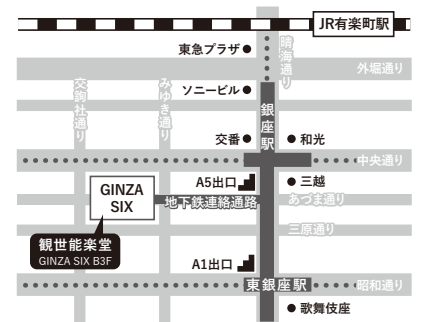 JR有楽町駅
東急プラザ
晴海通り
外堀通り
ソニービル
交詢社通り
みゆき通り
銀座駅
交番
和光
中央通り
A5出口
三越
GINZA
SIX
地下鉄連絡通路
あづま通り
三原通り
観世能楽堂
GINZA SIX B3F
A1出口
東銀座駅
昭和通り
歌舞伎座